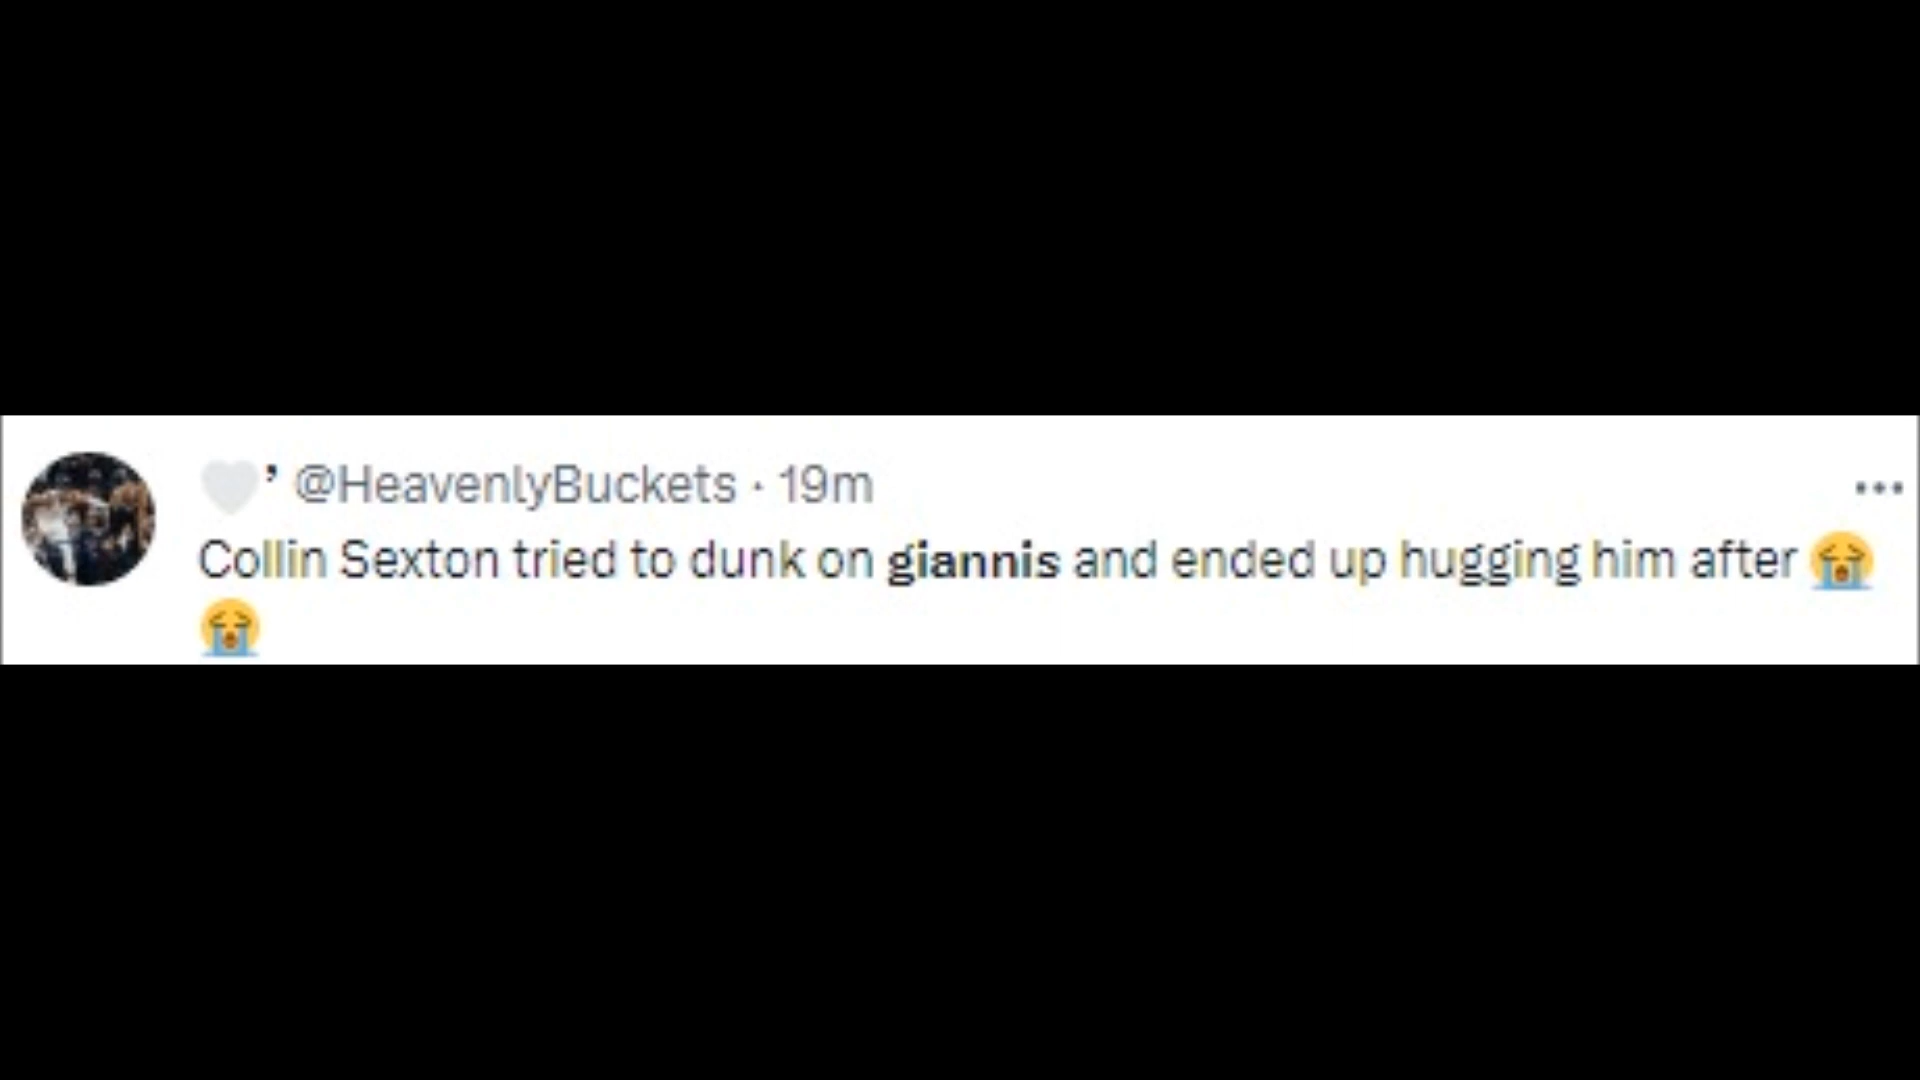 🤍’ @HeavenlyBuckets · 19m
Collin Sexton tried to dunk on giannis and ended up hugging him after 😭
😭